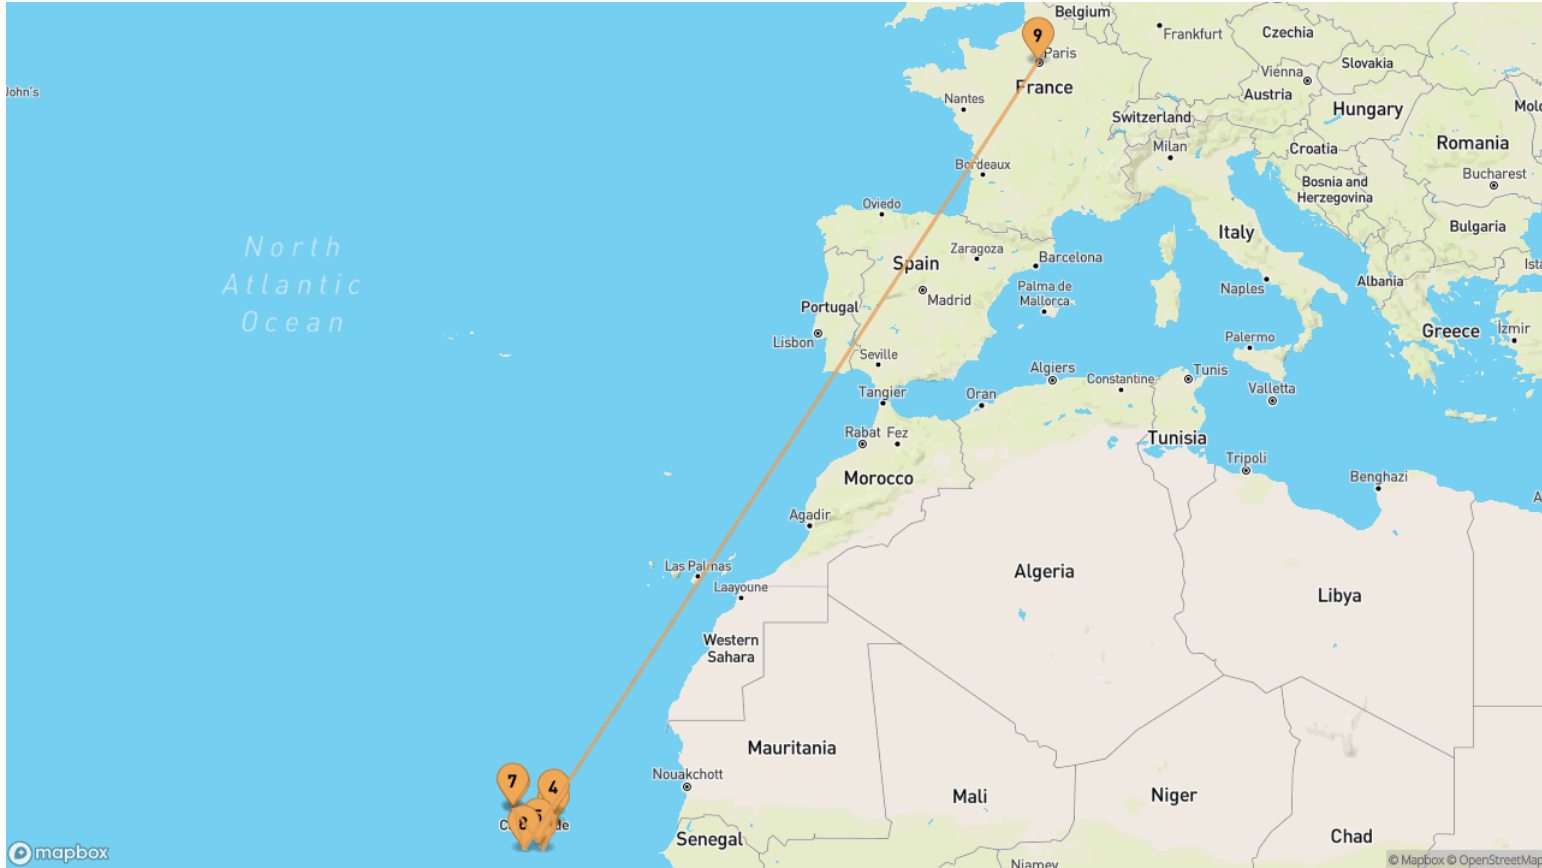 Belgium
9
Frankfurt
Czechia
Paris
Slovakia
Vienna
France
John's
Austria
Nantes
Hungary
Switzerland
Milan
Croatia
Romania
Bordeaux
Bucharest
Bosnia and
Herzegovina
Oviedo
Bulgaria
Italy
North
Zaragoza
Spain
Barcelona
Atlantic
Albania
Palma de
Mallorca
Naples
Madrid
Portugal
Ocean
Greece
Izmir
Palermo
Lisbon
Seville
Algiers
Tunis
Constantine
Valletta
Tangier
Oran
Rabat Fez
Tunisia
Tripoli
Morocco
Benghazi
Agadir
Las Palmas
Algeria
Laayoune
Libya
Western
Sahara
Mauritania
Nouakchott
7
4
Mali
Niger
Senegal
Chad
mapbox
Niamey
© Mapbox © OpenStreetMap